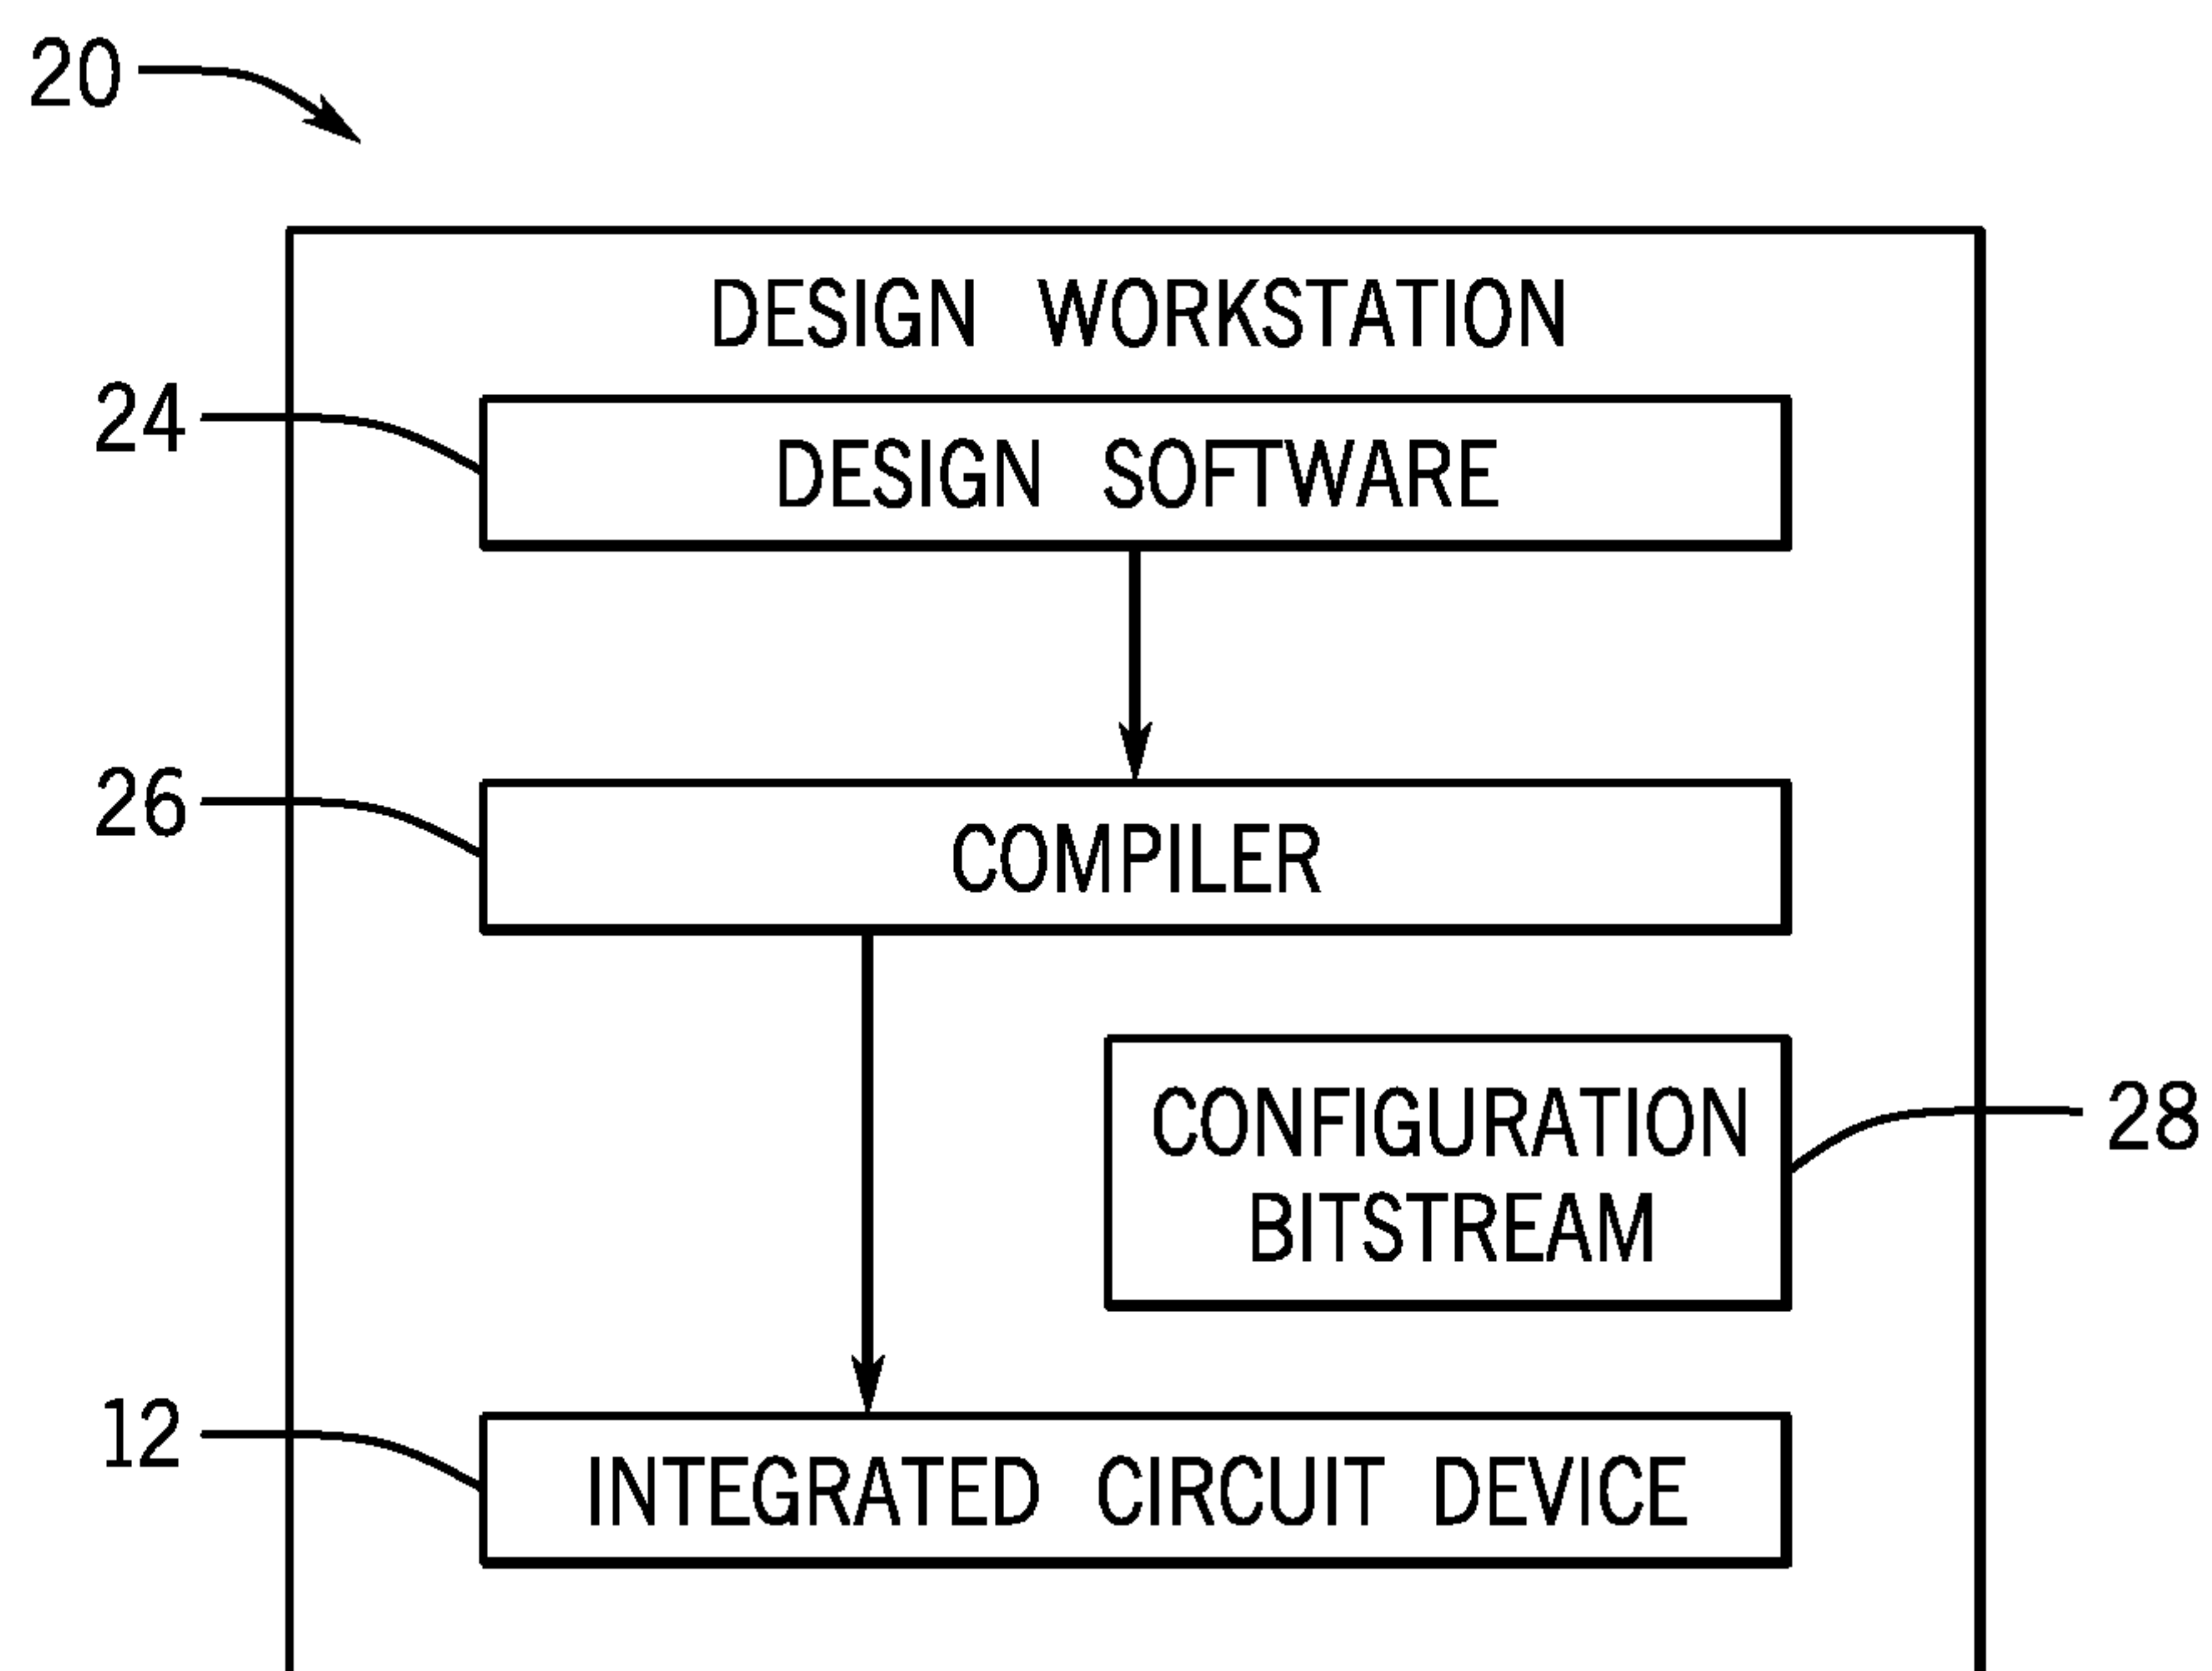 20
DESIGN WORKSTATION
24
DESIGN SOFTWARE
26
COMPILER
CONFIGURATION
BITSTREAM
28
12
INTEGRATED CIRCUIT DEVICE